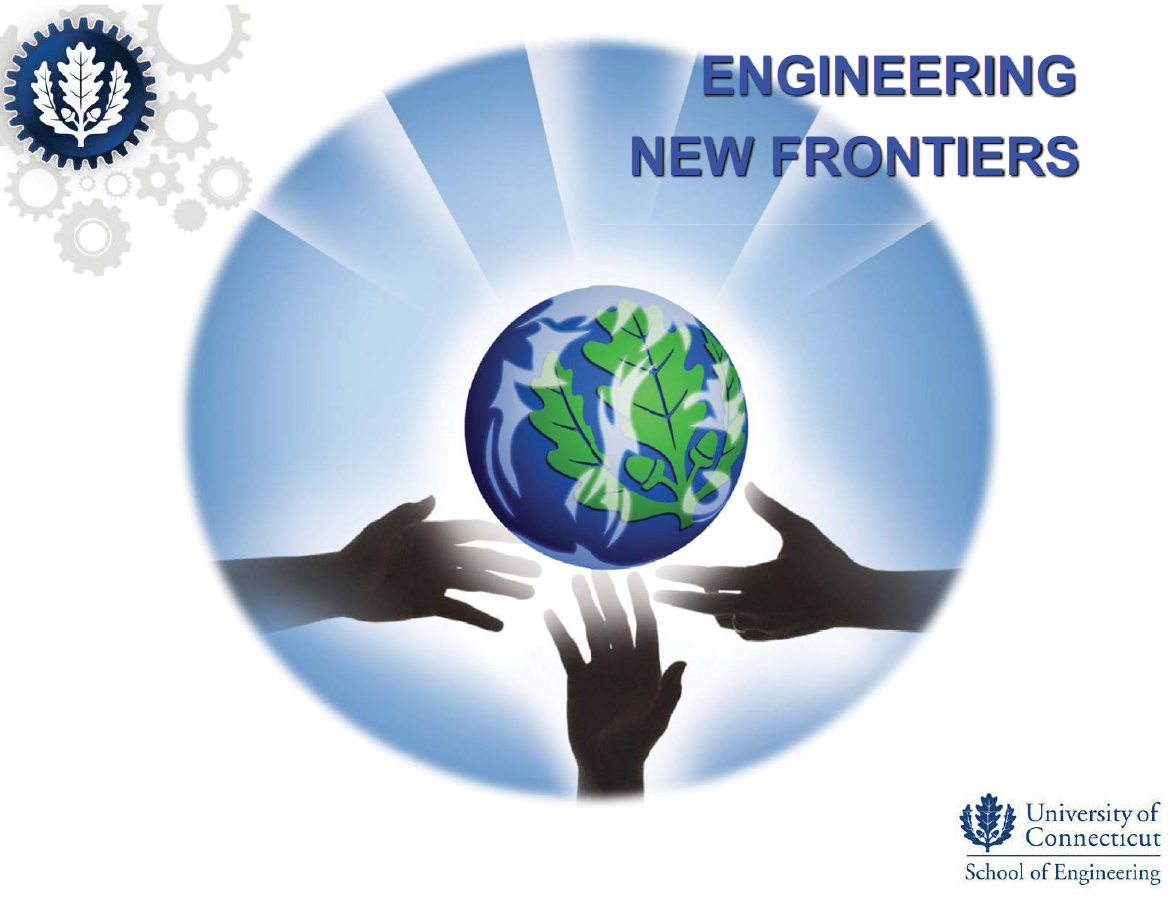 ENGINEERING
NEW FRONTIERS
University of
Connecticut
School of Engineering